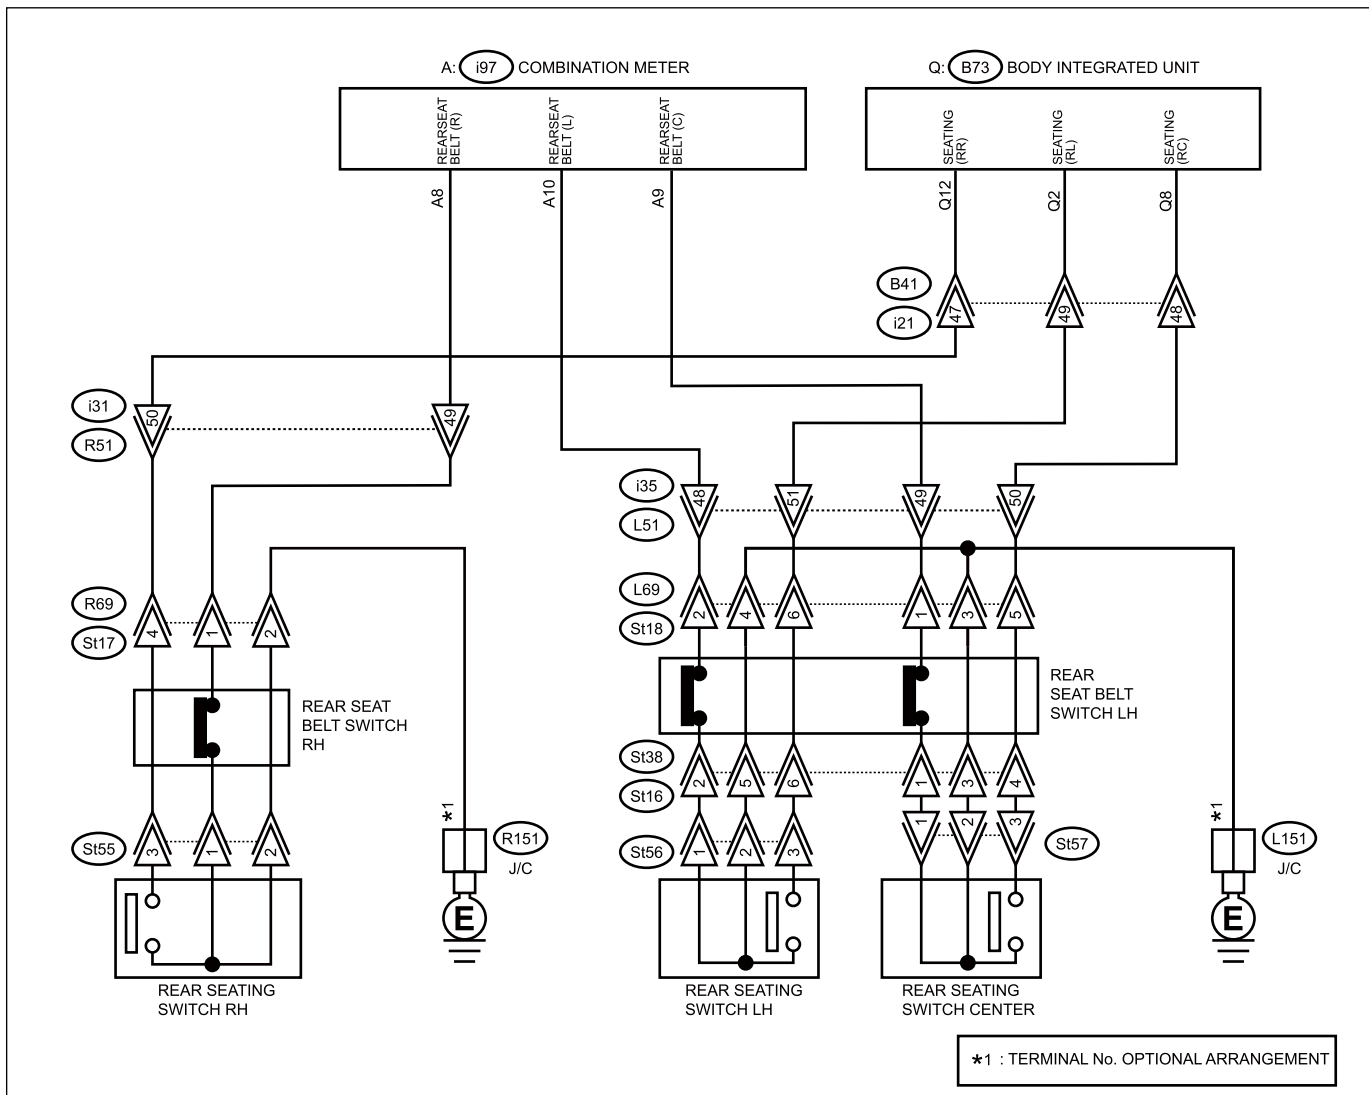 A: i97 COMBINATION METER
Q: B73 BODY INTEGRATED UNIT
REARSEAT
BELT (R)
REARSEAT
BELT (L)
REARSEAT
BELT (C)
SEATING
(RR)
SEATING
(RL)
SEATING
(RC)
A8
A10
A9
Q12
Q2
Q8
B41
i21
47
49
48
i31
R51
50
49
i35
L51
48
51
49
50
R69
St17
4
1
2
L69
St18
2
4
6
1
3
5
REAR SEAT
BELT SWITCH
RH
REAR
SEAT BELT
SWITCH LH
St38
St16
2
5
6
1
3
4
St55
3
1
2
*1
R151
J/C
E
St56
1
2
3
1
2
3
St57
*1
L151
J/C
E
REAR SEATING
SWITCH RH
REAR SEATING
SWITCH LH
REAR SEATING
SWITCH CENTER
*1 : TERMINAL No. OPTIONAL ARRANGEMENT